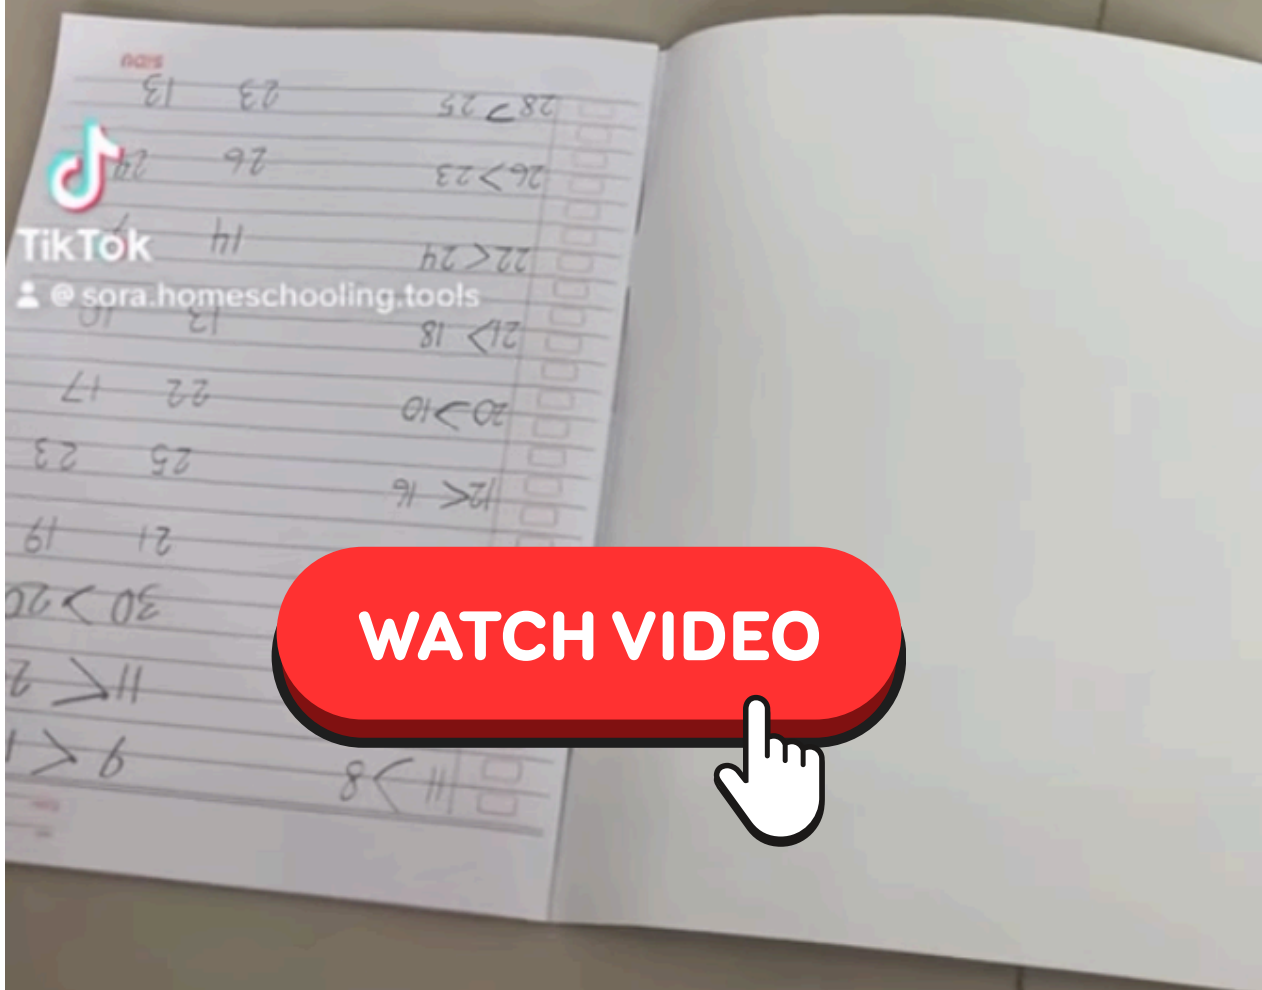 TikTok
@ sora.homeschooling.tools
WATCH VIDEO
11 > 8 9 <
11 <
30 > 20
21 19
12 < 16 25 23
20 > 10 22 17
21 > 18 13 10
22 < 24 14
26 > 23 26
28 > 25 23 13